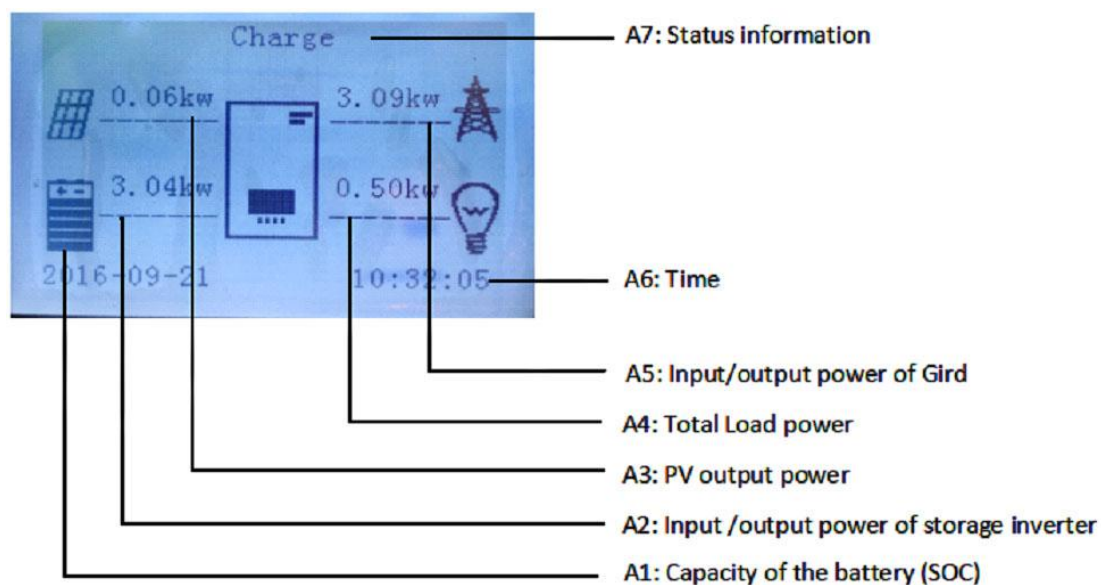 Charge
A7: Status information
0.06kw
3.09kw
3.04kw
0.50kw
2016-09-21
10:32:05
A6: Time
A5: Input/output power of Gird
A4: Total Load power
A3: PV output power
A2: Input /output power of storage inverter
A1: Capacity of the battery (SOC)